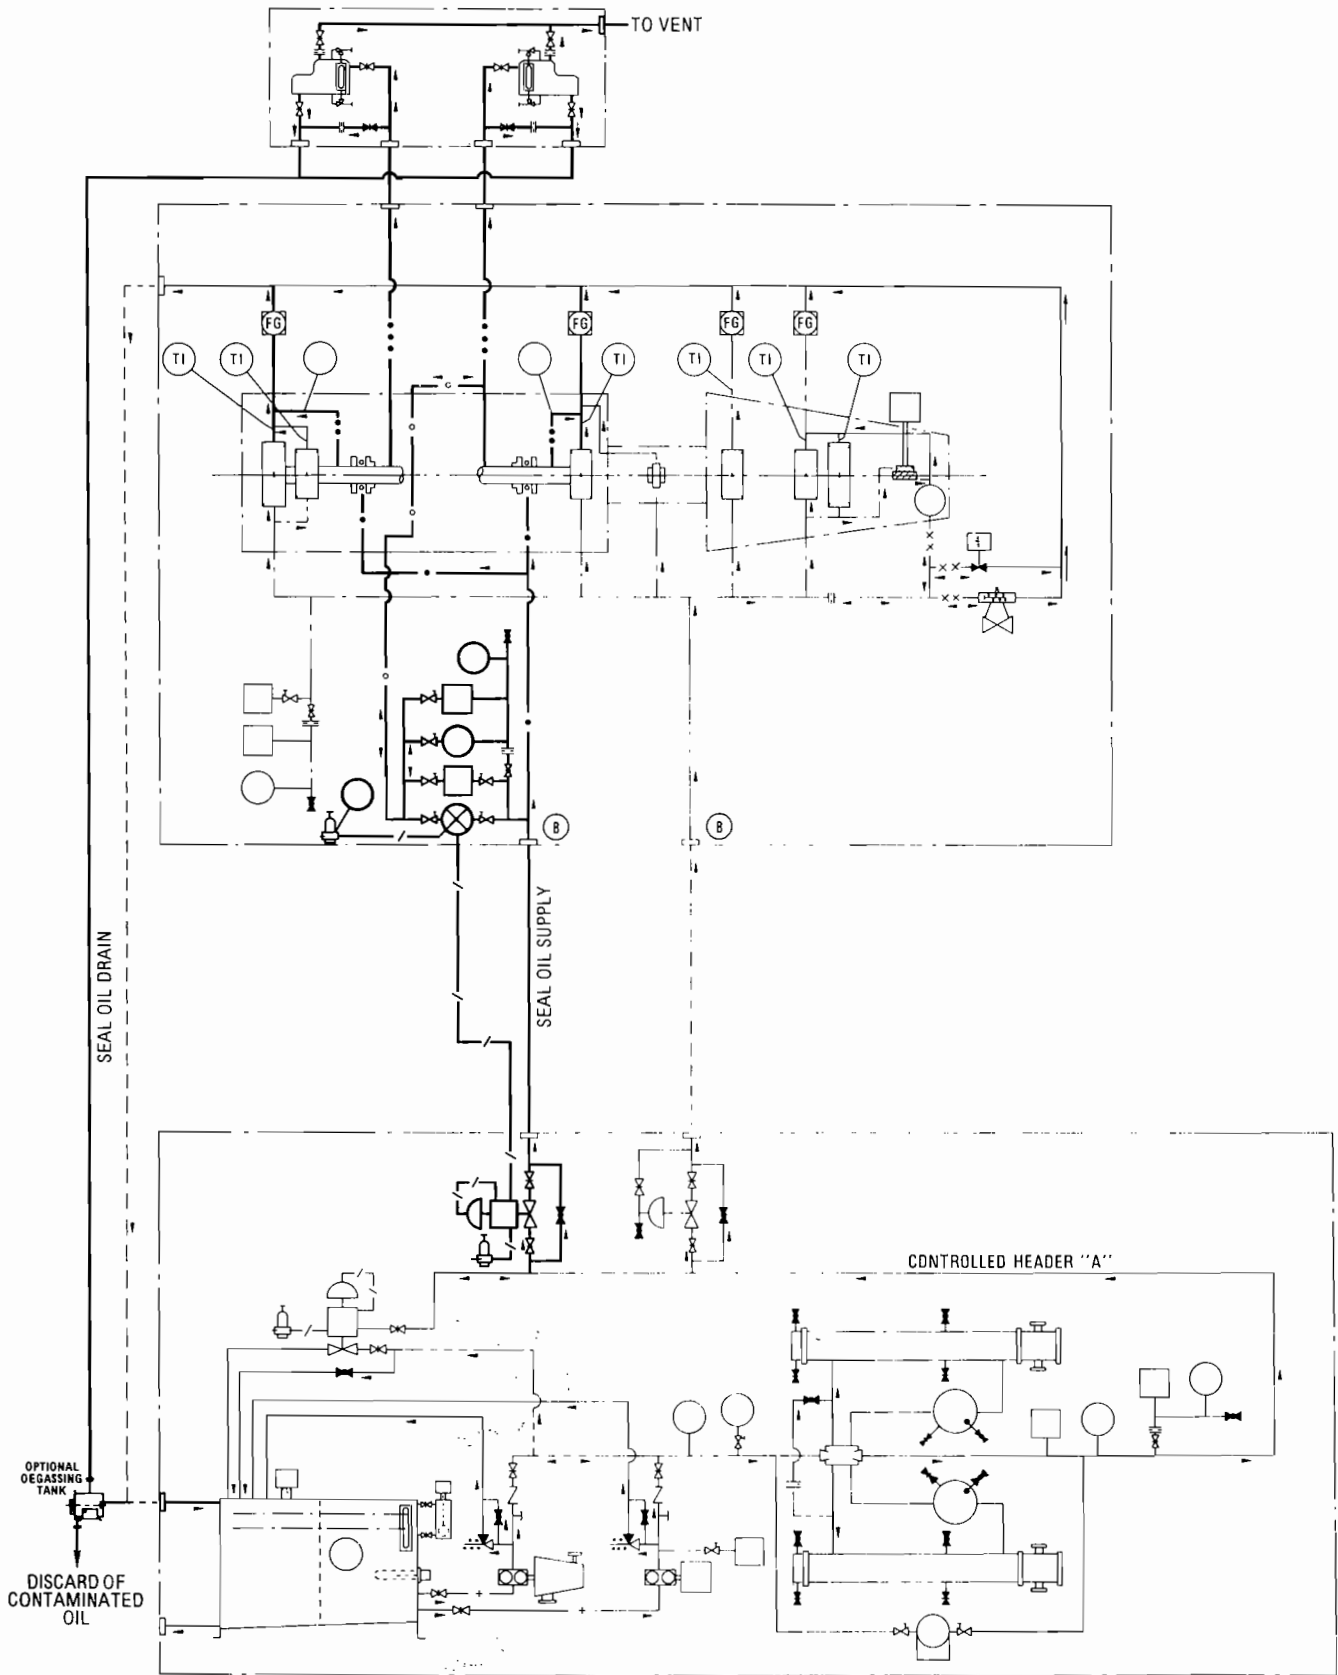 TO VENT
FG
FG
FG
FG
TI
TI
TI
TI
TI
TI
B
B
SEAL OIL DRAIN
SEAL OIL SUPPLY
CONTROLLED HEADER "A"
OPTIONAL
DEGASSING
TANK
DISCARD OF
CONTAMINATED
OIL